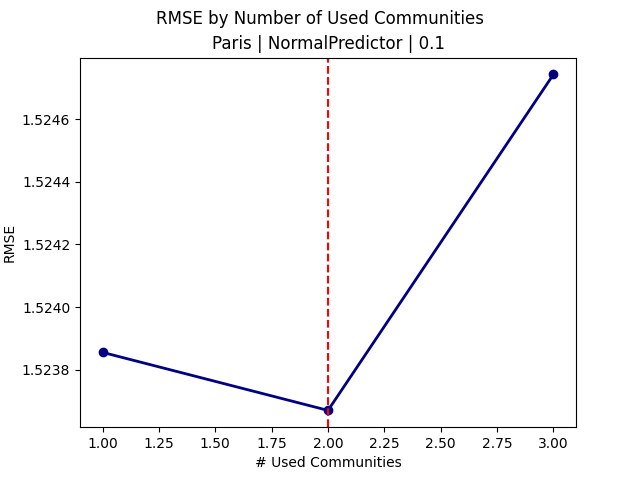 RMSE by Number of Used Communities
Paris | NormalPredictor | 0.1
1.5246
1.5244
1.5242
1.5240
1.5238
RMSE
1.00 1.25 1.50 1.75 2.00 2.25 2.50 2.75 3.00
# Used Communities